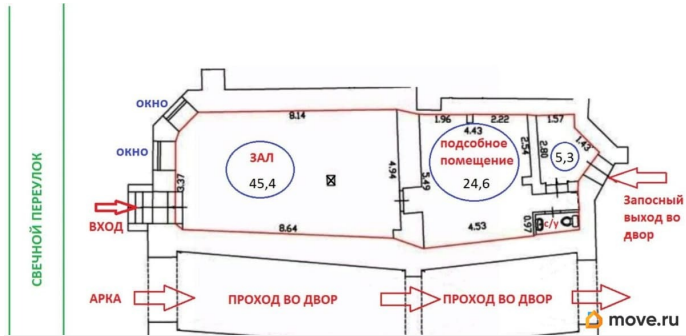 СВЕЧНОЙ ПЕРЕУЛОК
ОКНО
ОКНО
ВХОД
8.14
ЗАЛ
45,4
3.37
4.94
8.64
1.96
2.22
4.43
подсобное
помещение
24,6
5.49
2.54
4.53
0.97
1.57
2.80
1.43
5,3
с/у
Запосный
выход во
двор
АРКА
ПРОХОД ВО ДВОР
ПРОХОД ВО ДВОР
move.ru